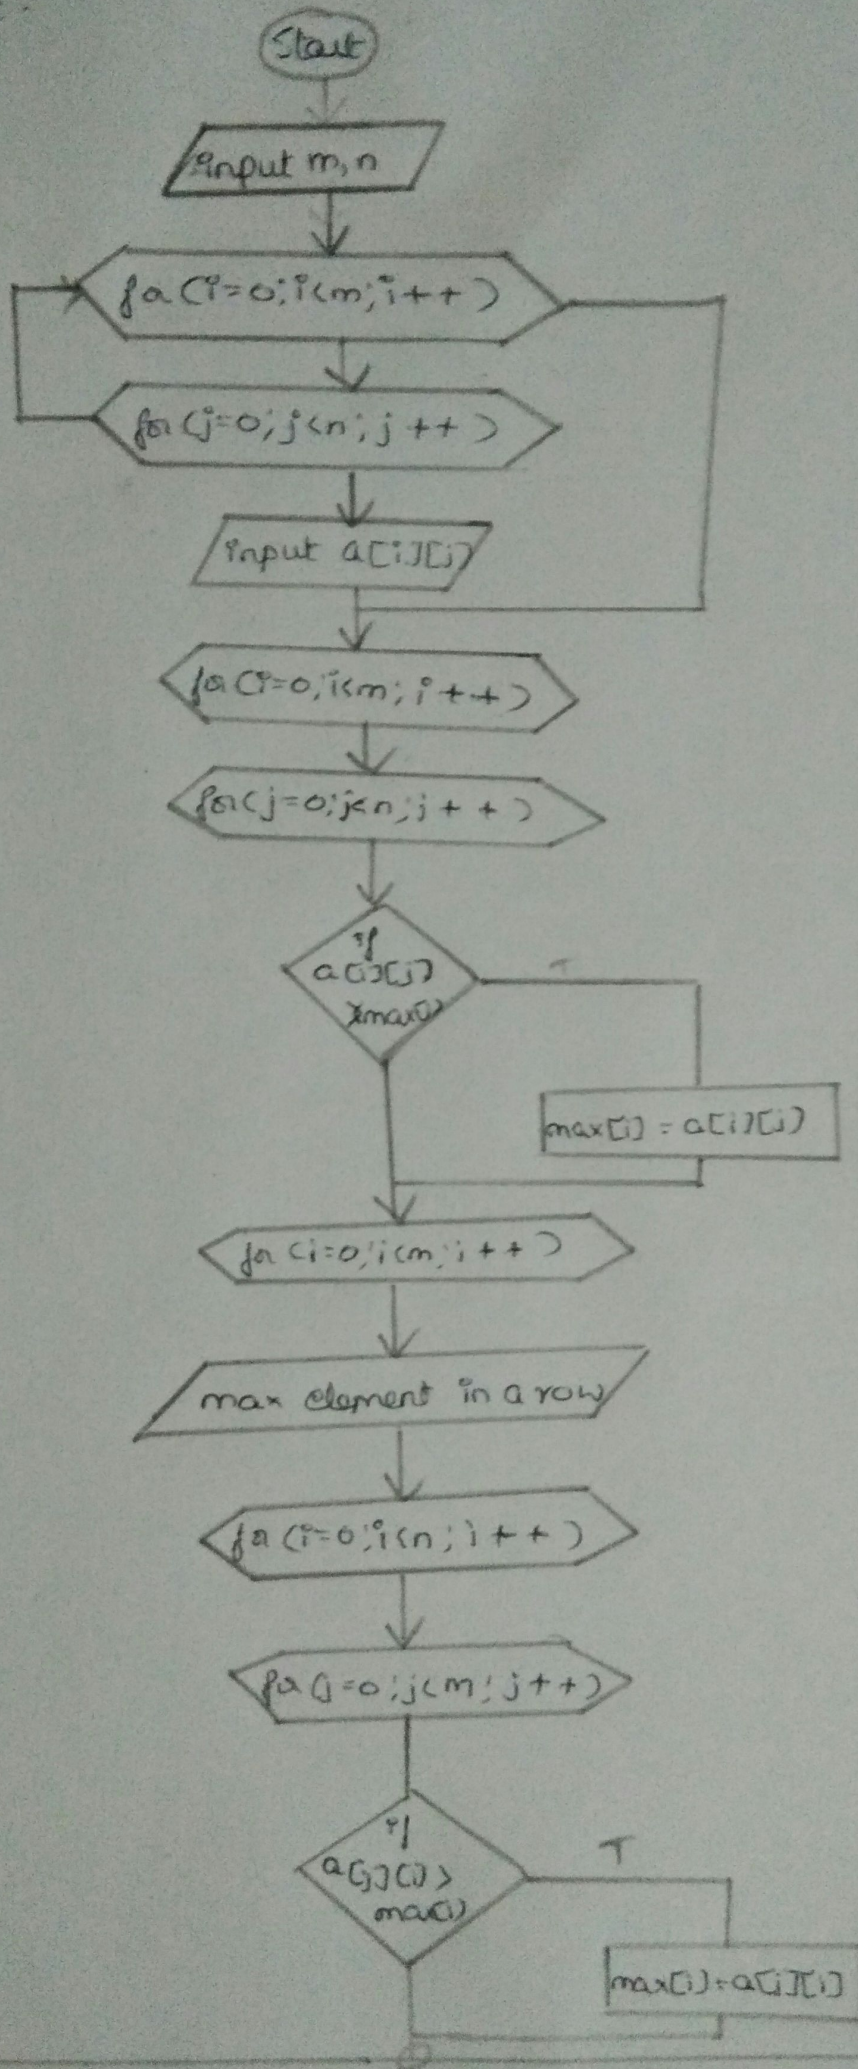 Start
input m,n
for (i=0; i<m; i++)
for (j=0; j<n; j++)
input a[i][j]
for (i=0; i<m; i++)
for (j=0; j<n; j++)
if
a[i][j]
>max[i]
T
max[i] = a[i][j]
for (i=0; i<m; i++)
max element in a row
for (i=0; i<n; i++)
for (j=0; j<m; j++)
if
a[j][i] >
max[i]
T
max[i] = a[j][i]